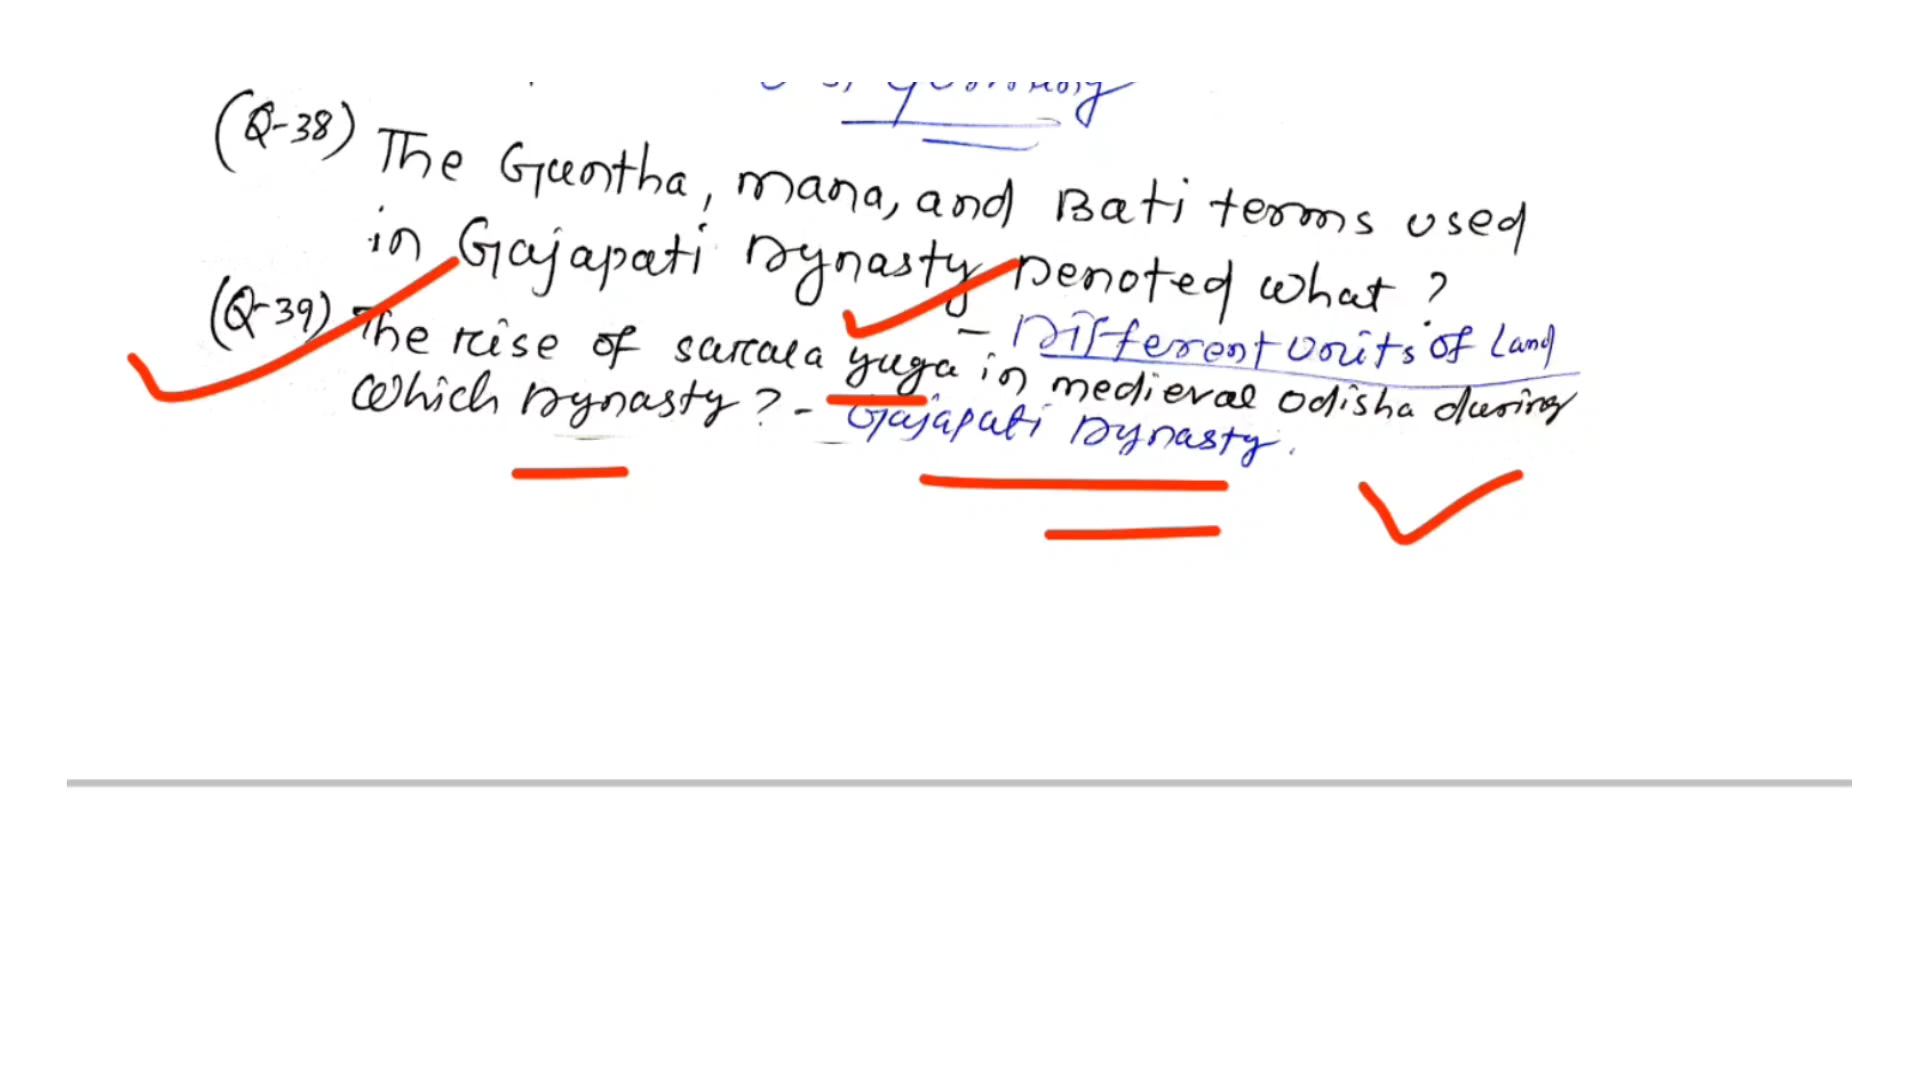 (Q-38) The Guntha, mana, and Bati terms used
in Gajapati Dynasty Denoted what?
- Different units of Land
(Q-39) The rise of sarala yuga in medieval odisha during
which Dynasty? - Gajapati Dynasty.